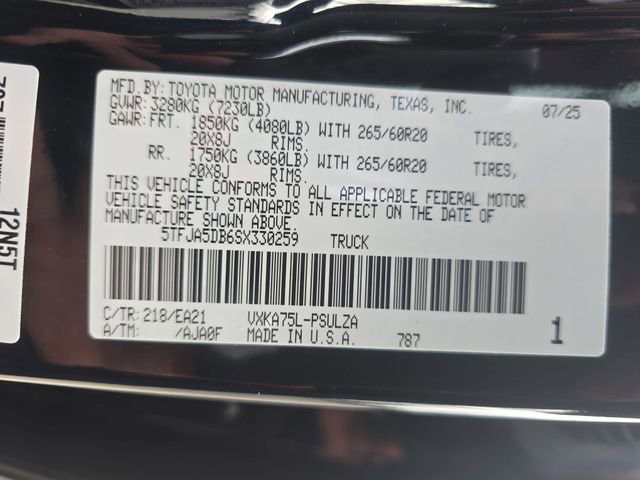 MFD.BY:TOYOTA MOTOR MANUFACTURING, TEXAS, INC. 07/25
GVWR:3280KG (7230LB)
GAWR:FRT. 1850KG (4080LB) WITH 265/60R20 TIRES,
20X8J RIMS.
RR. 1750KG (3860LB) WITH 265/60R20 TIRES,
20X8J RIMS.
THIS VEHICLE CONFORMS TO ALL APPLICABLE FEDERAL MOTOR
VEHICLE SAFETY STANDARDS IN EFFECT ON THE DATE OF
MANUFACTURE SHOWN ABOVE.
5TFJA5DB6SX330259 TRUCK
C/TR:218/EA21 VXKA75L-PSULZA
A/TM: /AJA0F MADE IN U.S.A. 787 1
12N5T